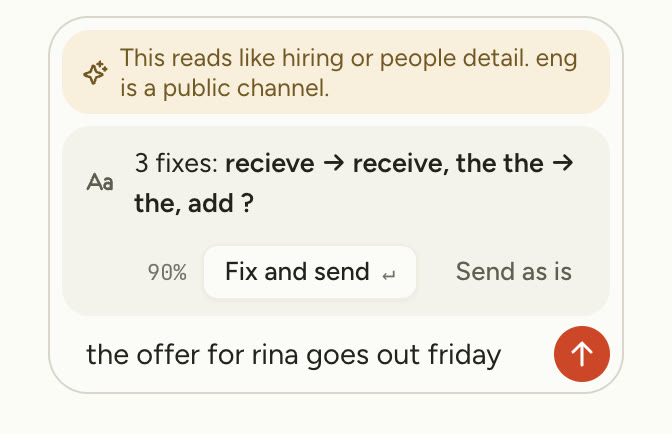 This reads like hiring or people detail. eng
is a public channel.
Aa
3 fixes: recieve → receive, the the →
the, add ?
90% Fix and send ↵ Send as is
the offer for rina goes out friday